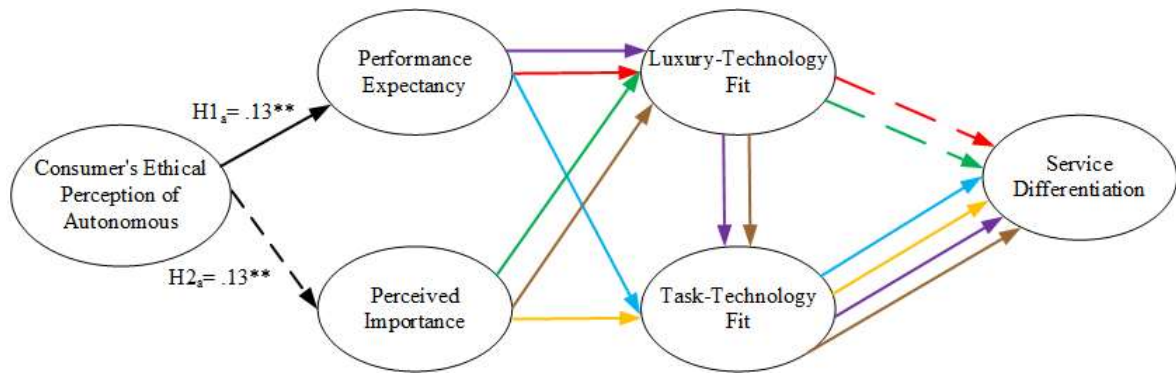 Performance
Expectancy
Luxury-Technology
Fit
H1a= .13**
Consumer's Ethical
Perception of
Autonomous
Service
Differentiation
H2a= .13**
Perceived
Importance
Task-Technology
Fit